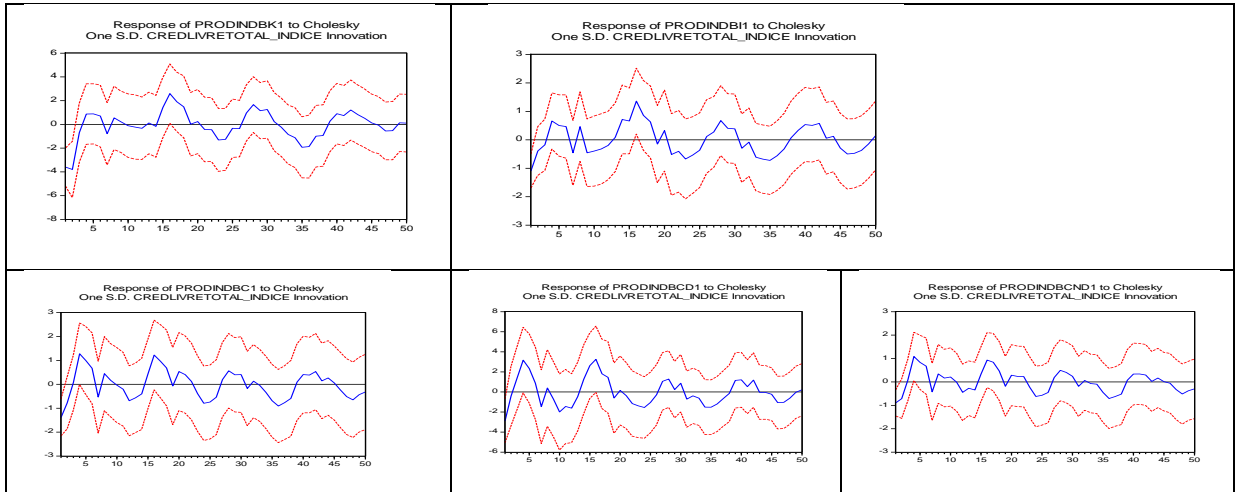 Response of PRODINDBK1 to Cholesky
One S.D. CREDLIVRETOTAL_INDICE Innovation
6
4
2
0
-2
-4
-6
-8
5 10 15 20 25 30 35 40 45 50
Response of PRODINDBI1 to Cholesky
One S.D. CREDLIVRETOTAL_INDICE Innovation
3
2
1
0
-1
-2
-3
5 10 15 20 25 30 35 40 45 50
Response of PRODINDBC1 to Cholesky
One S.D. CREDLIVRETOTAL_INDICE Innovation
3
2
1
0
-1
-2
-3
5 10 15 20 25 30 35 40 45 50
Response of PRODINDBCD1 to Cholesky
One S.D. CREDLIVRETOTAL_INDICE Innovation
8
6
4
2
0
-2
-4
-6
5 10 15 20 25 30 35 40 45 50
Response of PRODINDBCND1 to Cholesky
One S.D. CREDLIVRETOTAL_INDICE Innovation
3
2
1
0
-1
-2
-3
5 10 15 20 25 30 35 40 45 50